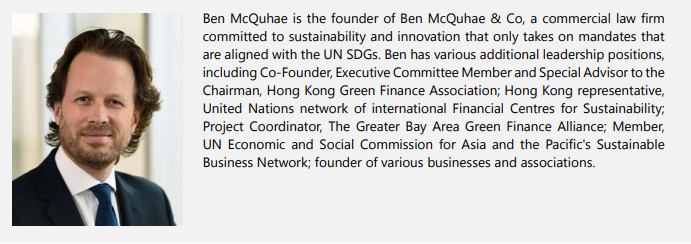 Ben McQuhae is the founder of Ben McQuhae & Co, a commercial law firm
committed to sustainability and innovation that only takes on mandates that
are aligned with the UN SDGs. Ben has various additional leadership positions,
including Co-Founder, Executive Committee Member and Special Advisor to the
Chairman, Hong Kong Green Finance Association; Hong Kong representative,
United Nations network of international Financial Centres for Sustainability;
Project Coordinator, The Greater Bay Area Green Finance Alliance; Member,
UN Economic and Social Commission for Asia and the Pacific's Sustainable
Business Network; founder of various businesses and associations.